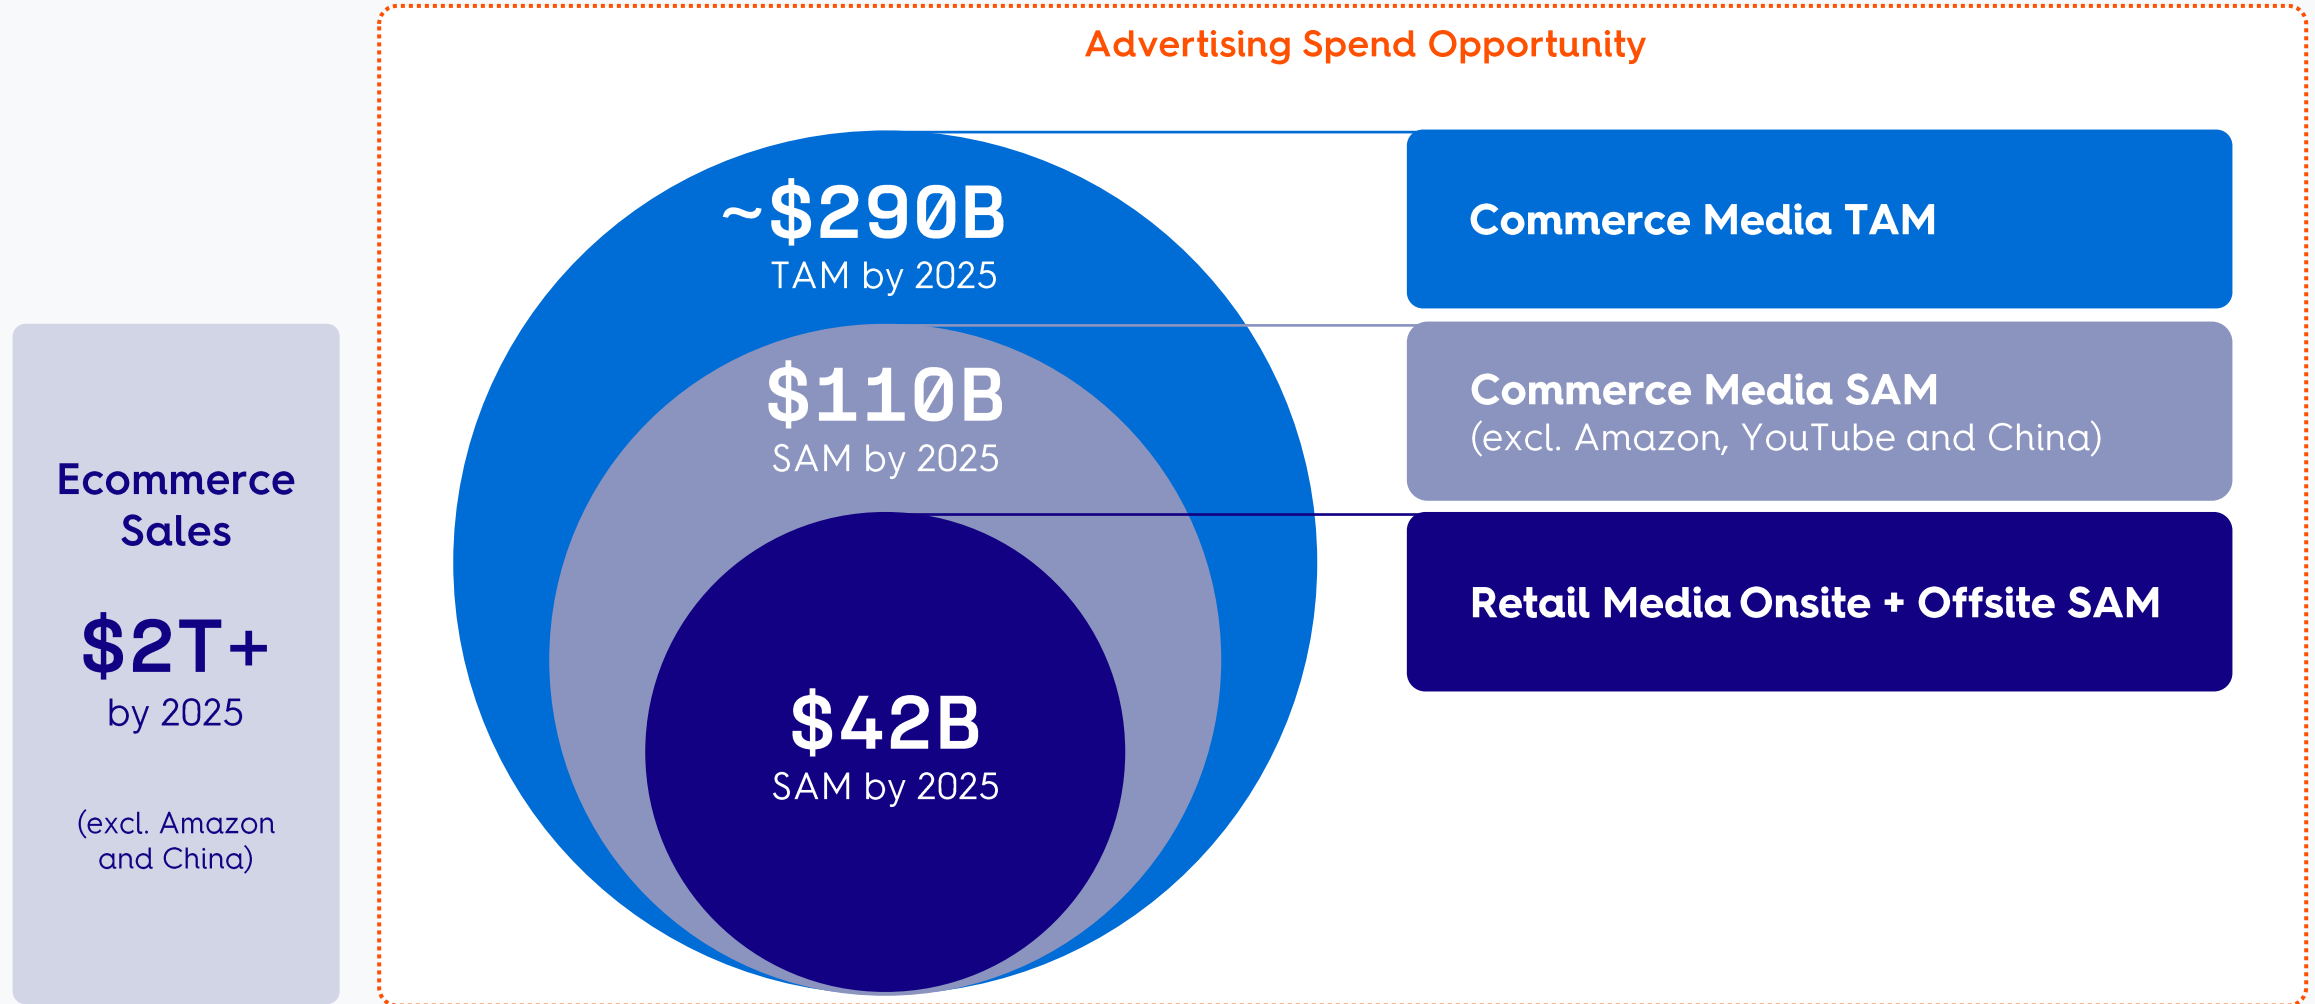 Advertising Spend Opportunity
Ecommerce
Sales
$2T+
by 2025
(excl. Amazon
and China)
~$290B
TAM by 2025
$110B
SAM by 2025
$42B
SAM by 2025
Commerce Media TAM
Commerce Media SAM
(excl. Amazon, YouTube and China)
Retail Media Onsite + Offsite SAM